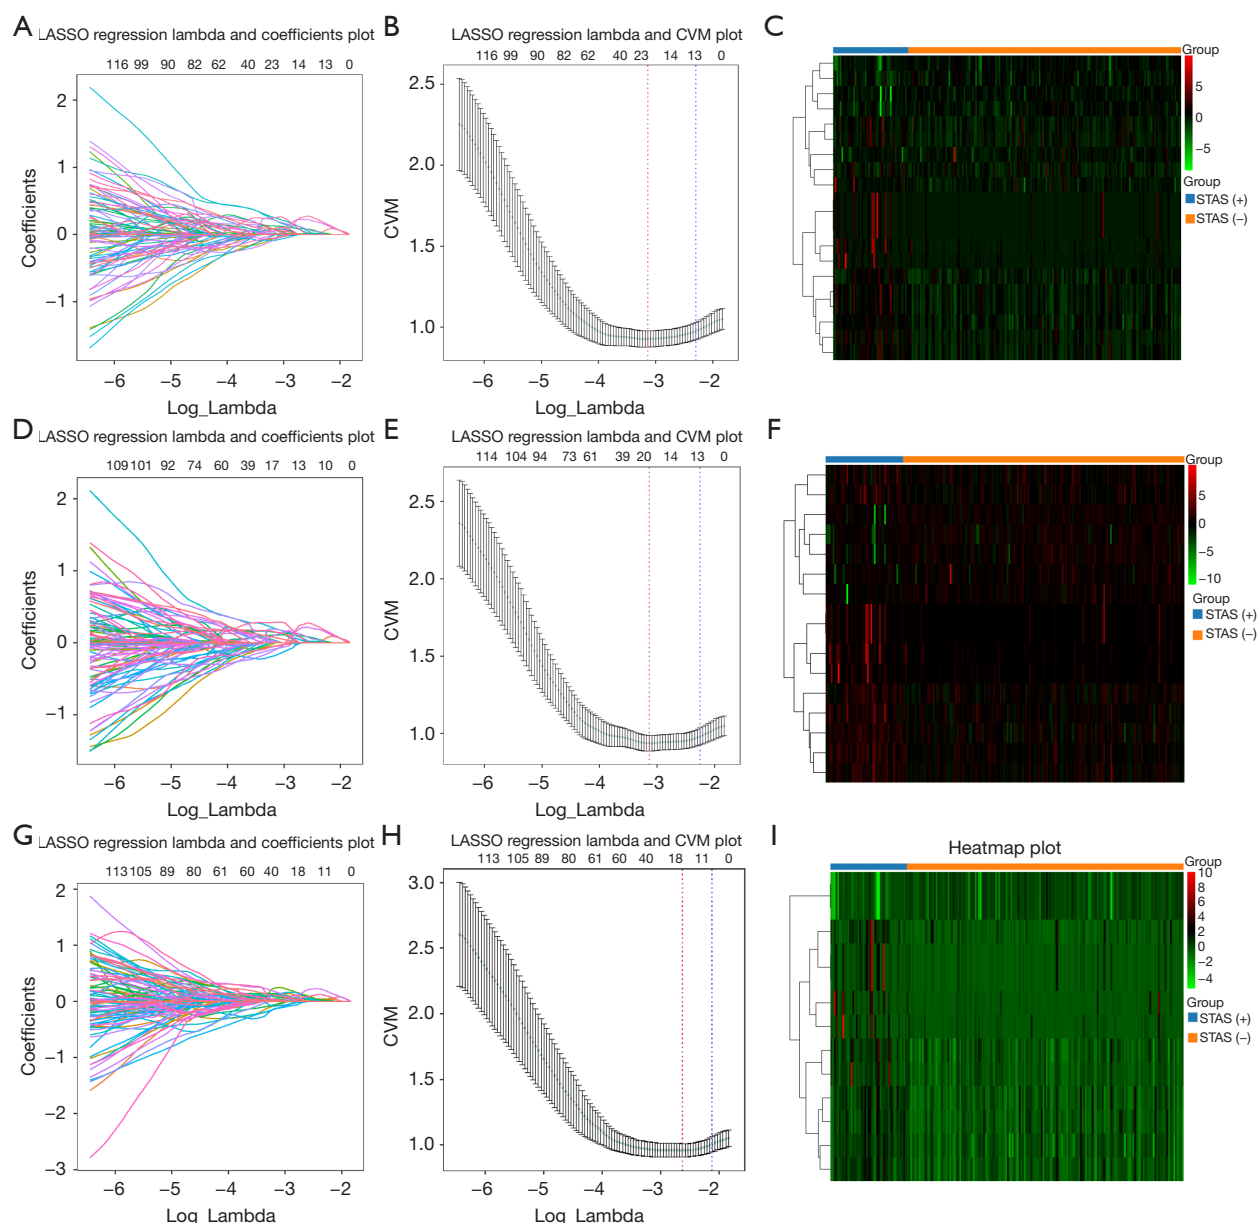 A
LASSO regression lambda and coefficients plot
116 99 90 82 62 40 23 14 13 0
2
1
0
−1
Coefficients
−6 −5 −4 −3 −2
Log_Lambda
B
LASSO regression lambda and CVM plot
116 99 90 82 62 40 23 14 13 0
2.5
2.0
1.5
1.0
CVM
−6 −5 −4 −3 −2
Log_Lambda
C
Group
5
0
−5
Group
STAS (+)
STAS (−)
D
LASSO regression lambda and coefficients plot
109 101 92 74 60 39 17 13 10 0
2
1
0
−1
Coefficients
−6 −5 −4 −3 −2
Log_Lambda
E
LASSO regression lambda and CVM plot
114 104 94 73 61 39 20 14 13 0
2.5
2.0
1.5
1.0
CVM
−6 −5 −4 −3 −2
Log_Lambda
F
Group
5
0
−5
−10
Group
STAS (+)
STAS (−)
G
LASSO regression lambda and coefficients plot
113 105 89 80 61 60 40 18 11 0
2
1
0
−1
−2
−3
Coefficients
−6 −5 −4 −3 −2
Log_Lambda
H
LASSO regression lambda and CVM plot
113 105 89 80 61 60 40 18 11 0
3.0
2.5
2.0
1.5
1.0
CVM
−6 −5 −4 −3 −2
Log_Lambda
I
Heatmap plot
Group
10
8
6
4
2
0
−2
−4
Group
STAS (+)
STAS (−)